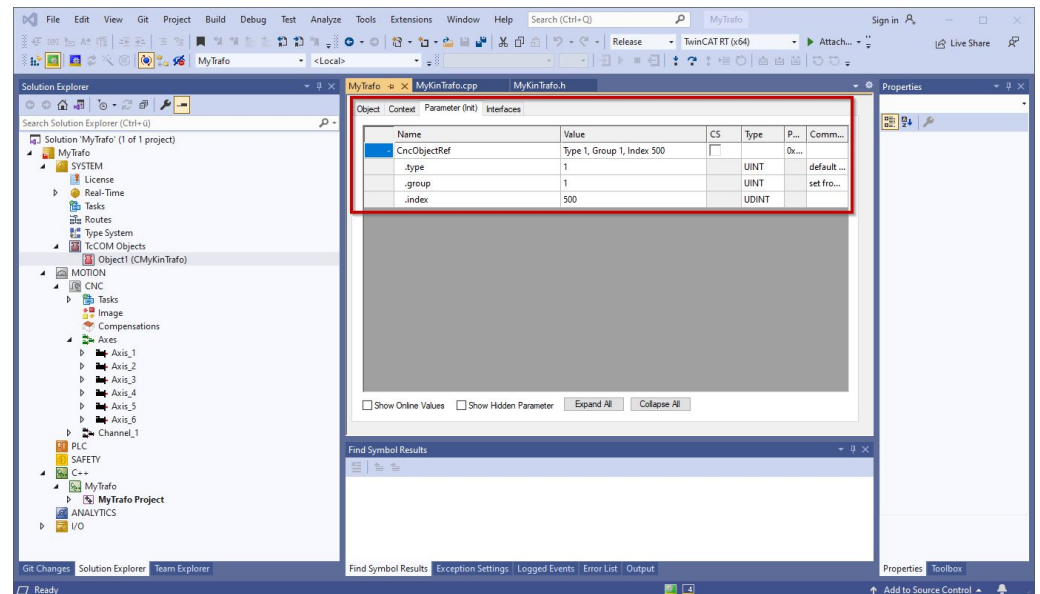 File Edit View Git Project Build Debug Test Analyze Tools Extensions Window Help Search (Ctrl+Q) MyTrafo Sign in
Release TwinCAT RT (x64) Attach... Live Share
MyTrafo <Local>
Solution Explorer
Search Solution Explorer (Ctrl+ü)
Solution 'MyTrafo' (1 of 1 project)
MyTrafo
SYSTEM
License
Real-Time
Tasks
Routes
Type System
TcCOM Objects
Object1 (CMyKinTrafo)
MOTION
CNC
Tasks
Image
Compensations
Axes
Axis_1
Axis_2
Axis_3
Axis_4
Axis_5
Axis_6
Channel_1
PLC
SAFETY
C++
MyTrafo
MyTrafo Project
ANALYTICS
I/O
Git Changes Solution Explorer Team Explorer
MyTrafo MyKinTrafo.cpp MyKinTrafo.h
Object Context Parameter (Init) Interfaces
Name Value CS Type P... Comm...
- CncObjectRef Type 1, Group 1, Index 500 0x...
.type 1 UINT default ...
.group 1 UINT set fro...
.index 500 UDINT
Show Online Values Show Hidden Parameter Expand All Collapse All
Find Symbol Results
Find Symbol Results Exception Settings Logged Events Error List Output
Properties
Properties Toolbox
Ready 4 Add to Source Control